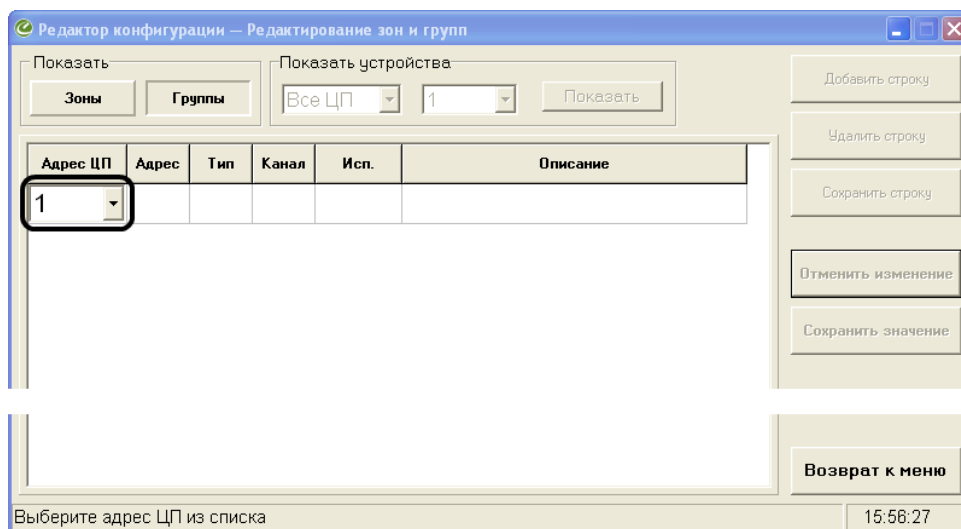 Редактор конфигурации — Редактирование зон и групп
Показать
Зоны
Группы
Показать устройства
Все ЦП
1
Показать
Добавить строку
Удалить строку
Сохранить строку
Отменить изменение
Сохранить значение
Адрес ЦП Адрес Тип Канал Исп. Описание
1
Возврат к меню
Выберите адрес ЦП из списка
15:56:27